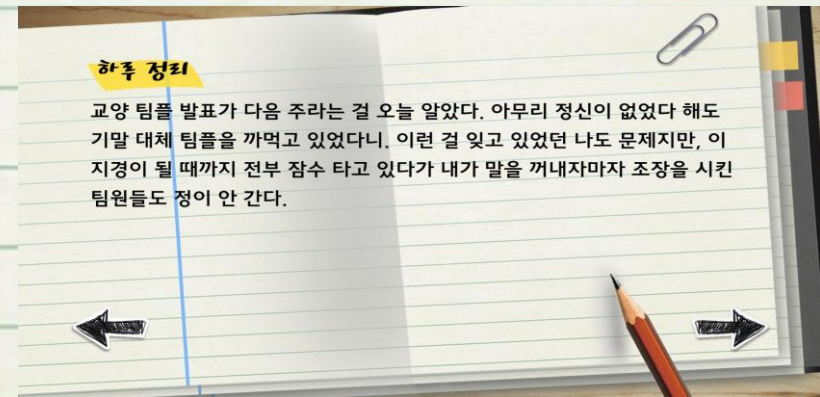 하루 정리
교양 팀플 발표가 다음 주라는 걸 오늘 알았다. 아무리 정신이 없었다 해도
기말 대체 팀플을 까먹고 있었다니. 이런 걸 잊고 있었던 나도 문제지만, 이
지경이 될 때까지 전부 잠수 타고 있다가 내가 말을 꺼내자마자 조장을 시킨
팀원들도 정이 안 간다.